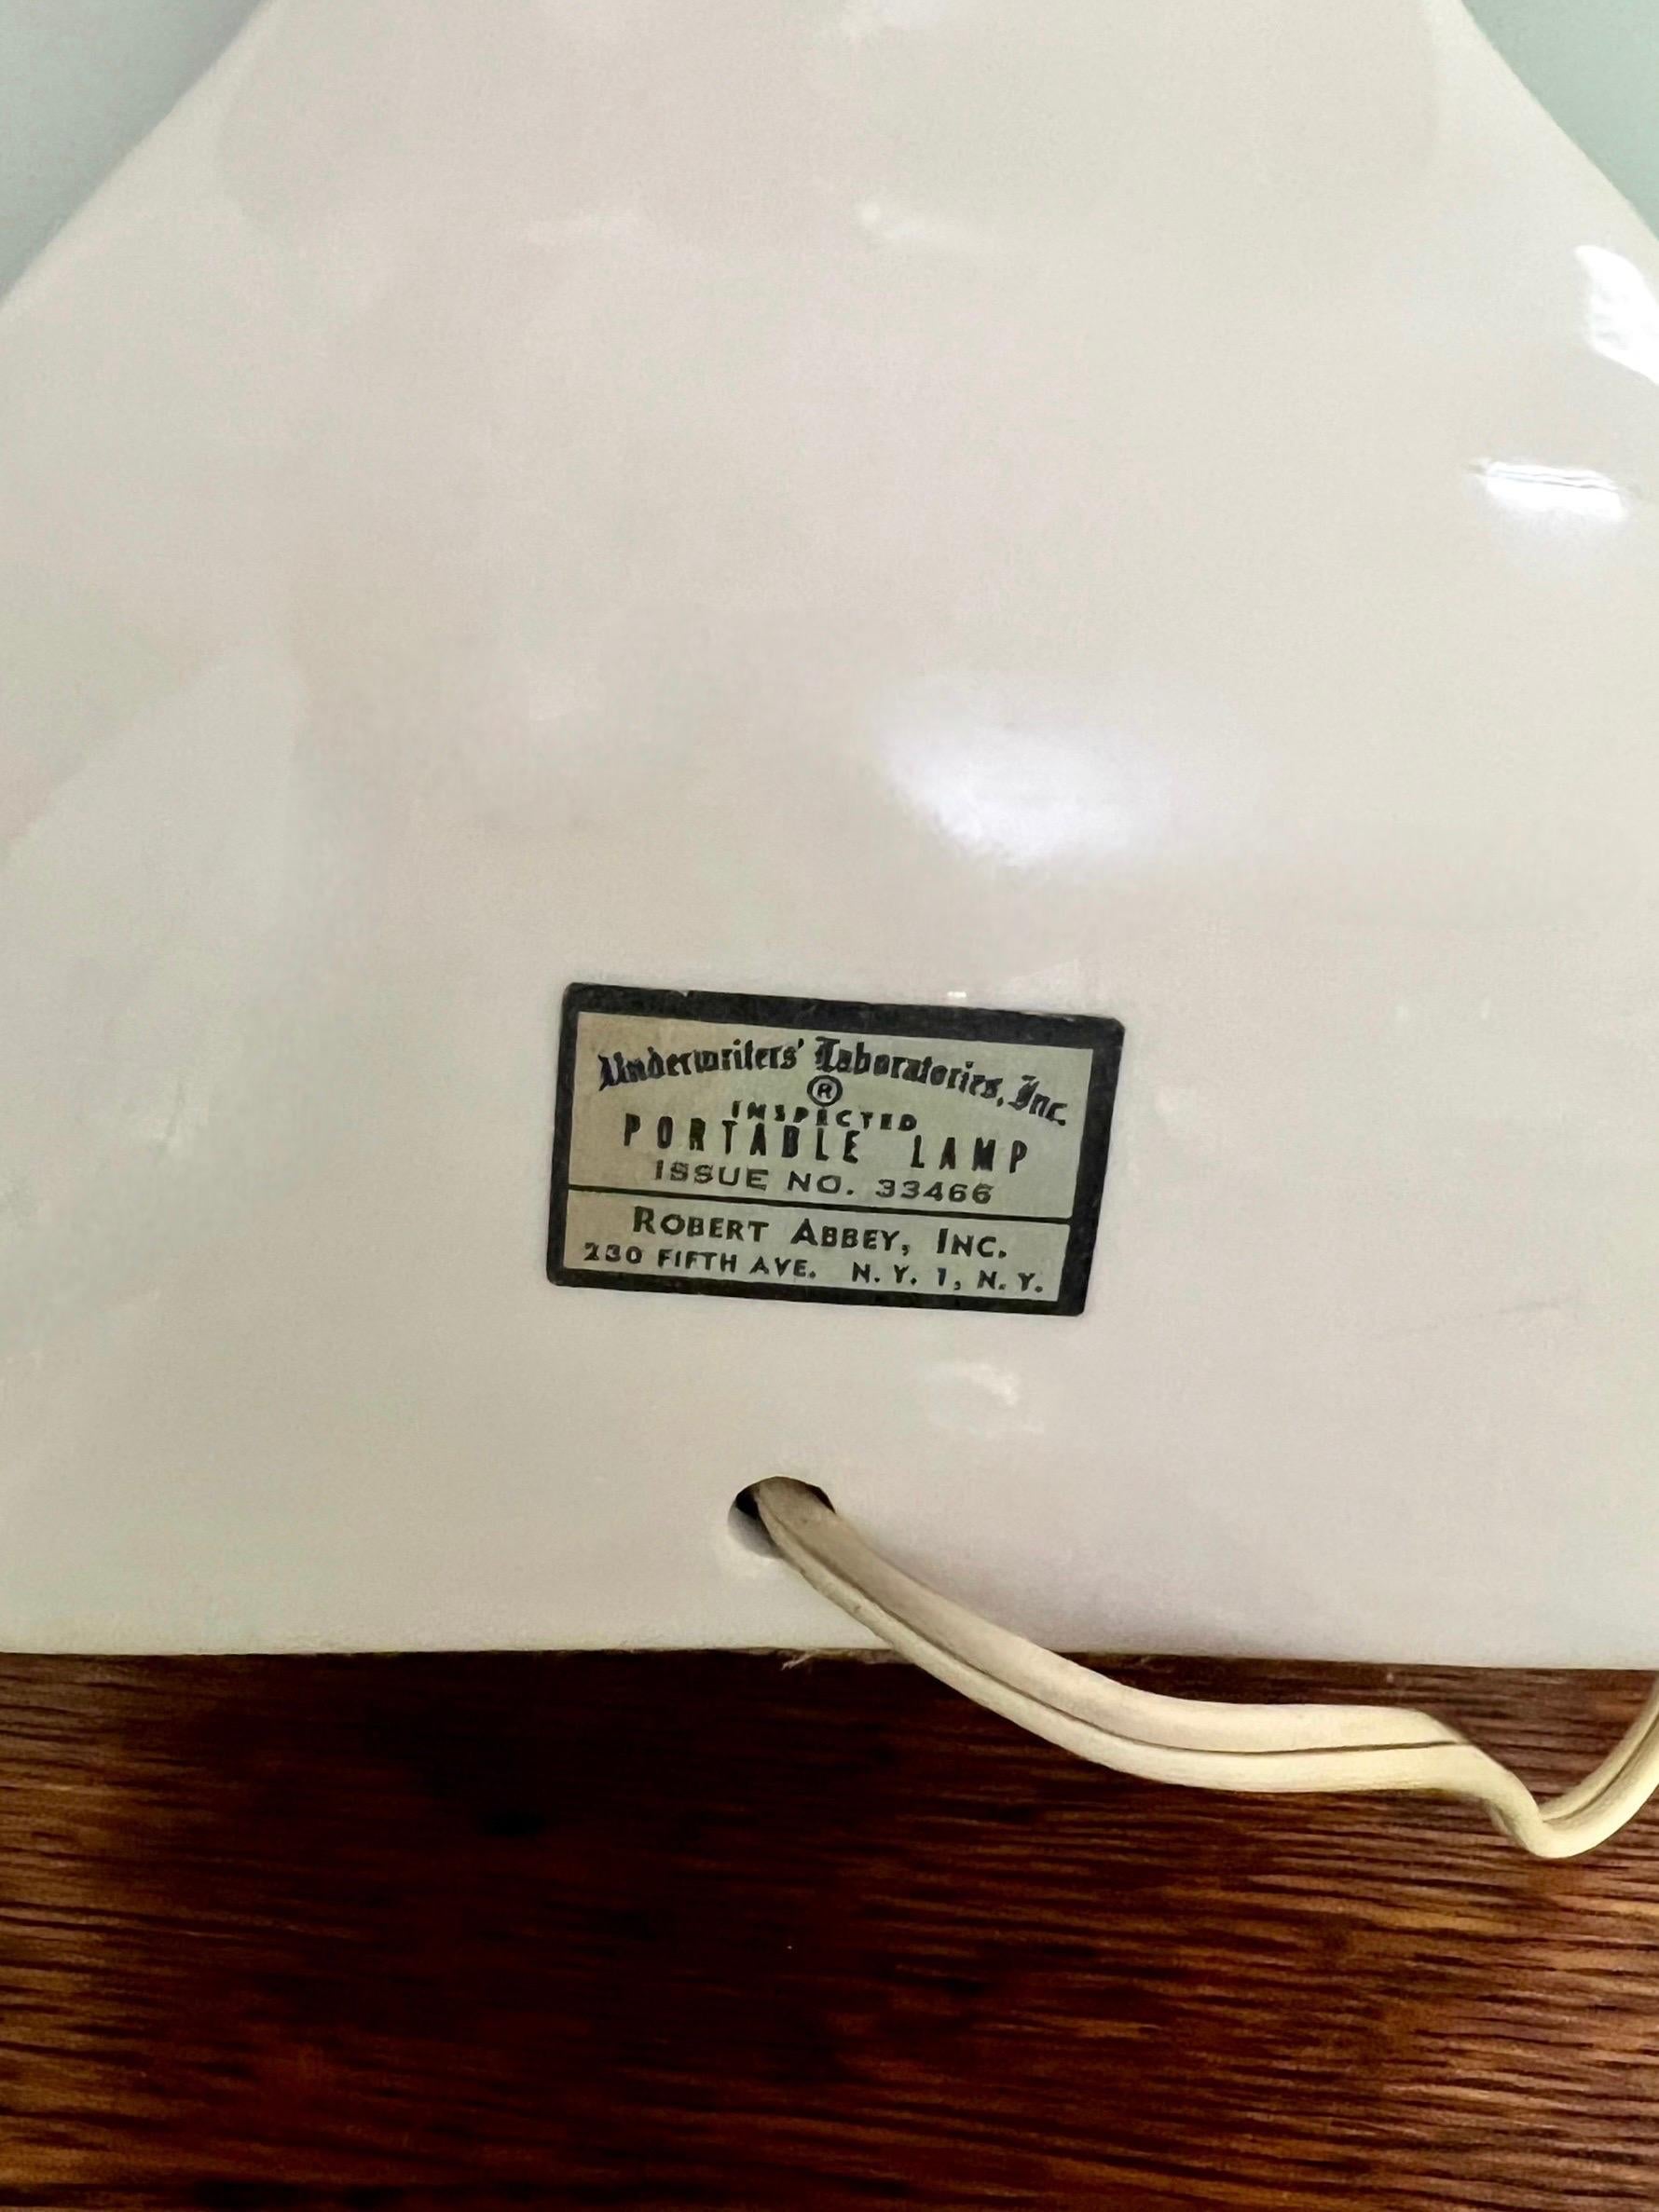 Underwriters' Laboratories, Inc.
®
INSPECTED
PORTABLE LAMP
ISSUE NO. 33466
ROBERT ABBEY, INC.
230 FIFTH AVE. N. Y. 1, N. Y.